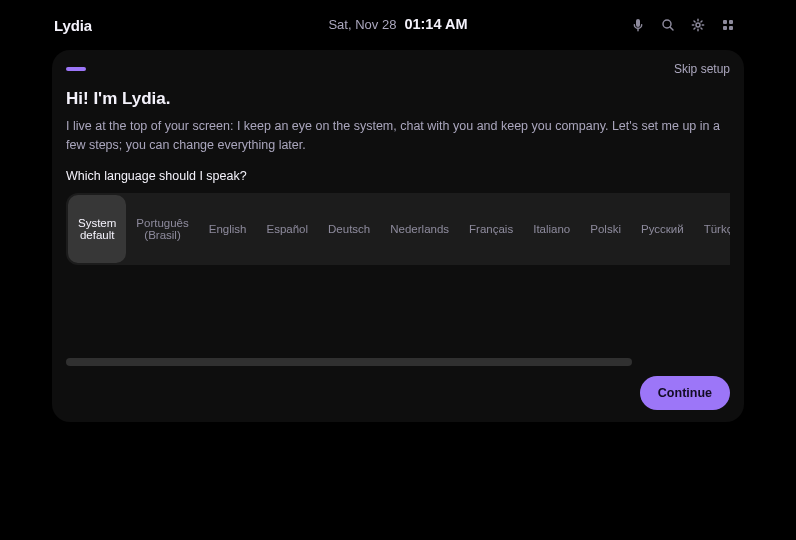 Lydia
Sat, Nov 28 01:14 AM
Skip setup
Hi! I'm Lydia.
I live at the top of your screen: I keep an eye on the system, chat with you and keep you company. Let's set me up in a
few steps; you can change everything later.
Which language should I speak?
System
default
Português
(Brasil)
English
Español
Deutsch
Nederlands
Français
Italiano
Polski
Русский
Continue